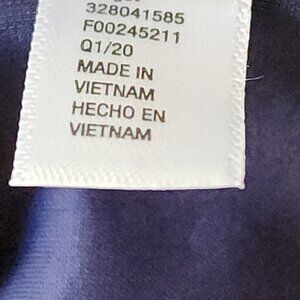 328041585
F00245211
Q1/20
MADE IN
VIETNAM
HECHO EN
VIETNAM